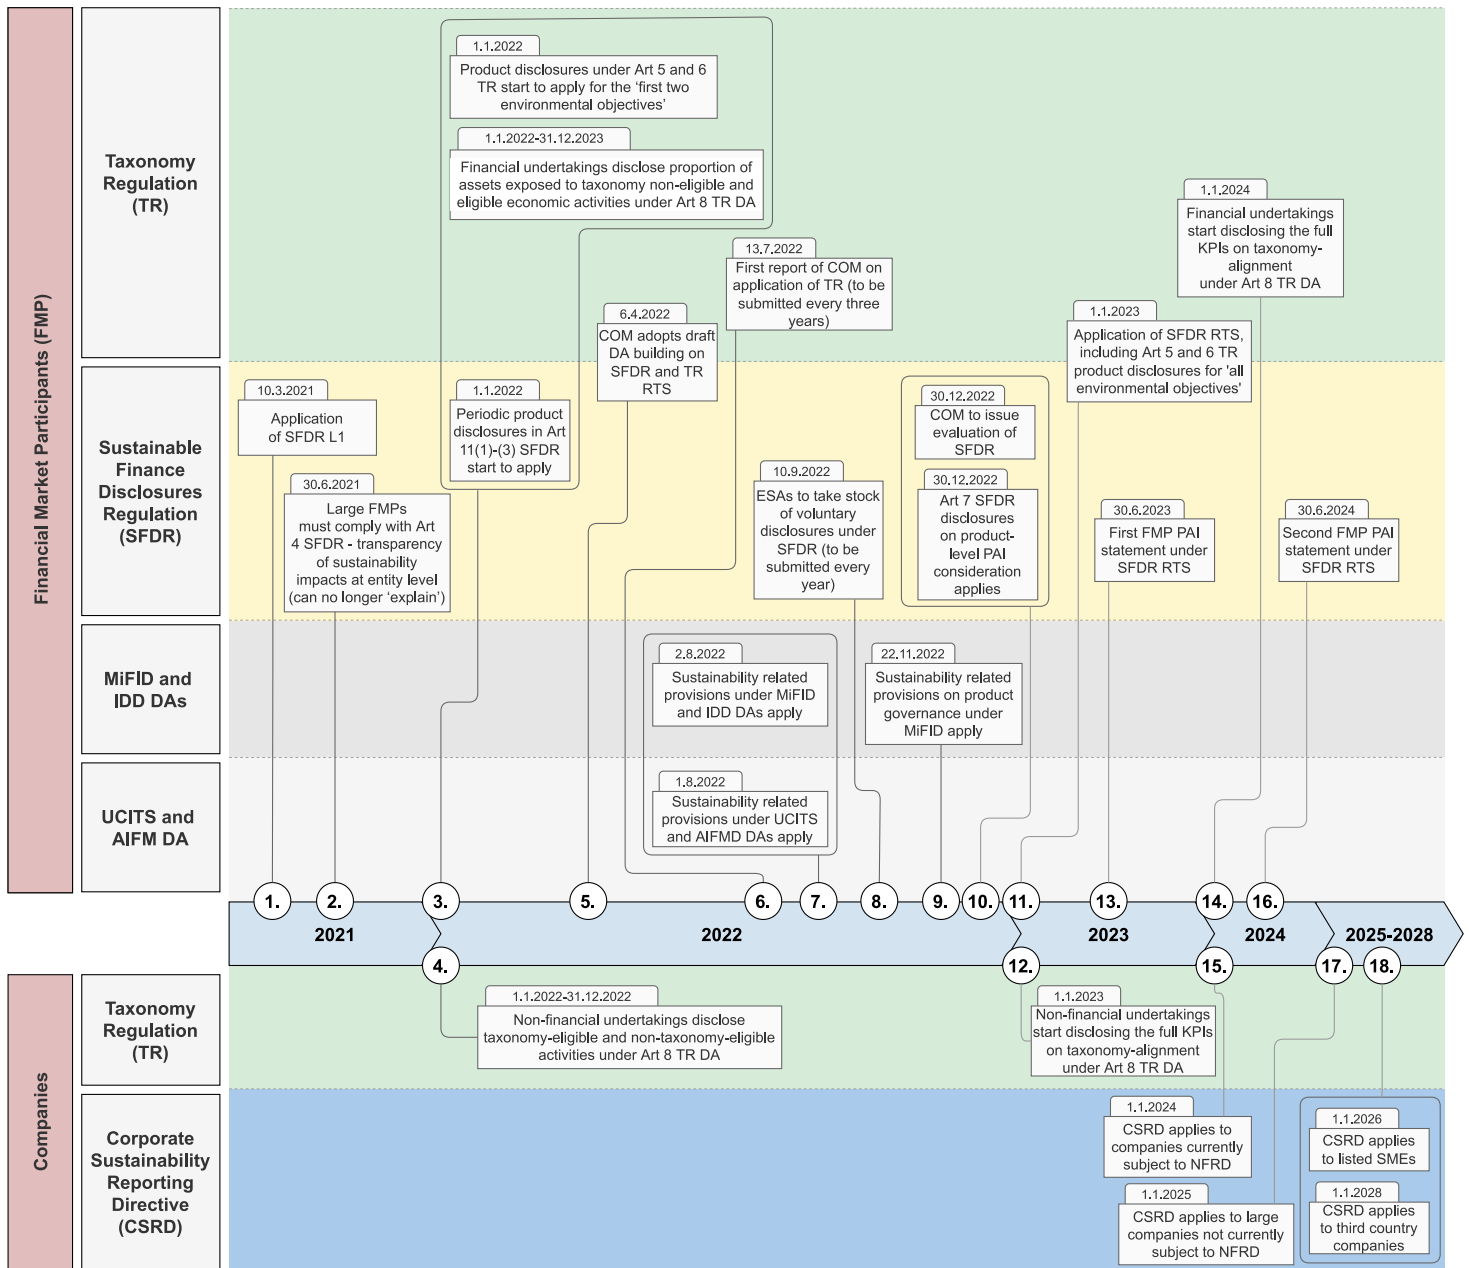 Financial Market Participants (FMP)
Taxonomy
Regulation
(TR)
1.1.2022
Product disclosures under Art 5 and 6
TR start to apply for the ‘first two
environmental objectives’
1.1.2022-31.12.2023
Financial undertakings disclose proportion of
assets exposed to taxonomy non-eligible and
eligible economic activities under Art 8 TR DA
13.7.2022
First report of COM on
application of TR (to be
submitted every three
years)
6.4.2022
COM adopts draft
DA building on
SFDR and TR
RTS
1.1.2024
Financial undertakings
start disclosing the full
KPIs on taxonomy-
alignment
under Art 8 TR DA
1.1.2023
Application of SFDR RTS,
including Art 5 and 6 TR
product disclosures for 'all
environmental objectives'
Sustainable
Finance
Disclosures
Regulation
(SFDR)
10.3.2021
Application
of SFDR L1
30.6.2021
Large FMPs
must comply with Art
4 SFDR - transparency
of sustainability
impacts at entity level
(can no longer ‘explain’)
1.1.2022
Periodic product
disclosures in Art
11(1)-(3) SFDR
start to apply
10.9.2022
ESAs to take stock
of voluntary
disclosures under
SFDR (to be
submitted every
year)
30.12.2022
COM to issue
evaluation of
SFDR
30.12.2022
Art 7 SFDR
disclosures
on product-
level PAI
consideration
applies
30.6.2023
First FMP PAI
statement under
SFDR RTS
30.6.2024
Second FMP PAI
statement under
SFDR RTS
MiFID and
IDD DAs
2.8.2022
Sustainability related
provisions under MiFID
and IDD DAs apply
22.11.2022
Sustainability related
provisions on product
governance under
MiFID apply
UCITS and
AIFM DA
1.8.2022
Sustainability related
provisions under UCITS
and AIFMD DAs apply
1.
2.
3.
5.
6.
7.
8.
9.
10.
11.
13.
14.
16.
2021
2022
2023
2024
2025-2028
4.
12.
15.
17.
18.
Companies
Taxonomy
Regulation
(TR)
1.1.2022-31.12.2022
Non-financial undertakings disclose
taxonomy-eligible and non-taxonomy-eligible
activities under Art 8 TR DA
1.1.2023
Non-financial undertakings
start disclosing the full KPIs
on taxonomy-alignment
under Art 8 TR DA
Corporate
Sustainability
Reporting
Directive
(CSRD)
1.1.2024
CSRD applies to
companies currently
subject to NFRD
1.1.2025
CSRD applies to large
companies not currently
subject to NFRD
1.1.2026
CSRD applies
to listed SMEs
1.1.2028
CSRD applies
to third country
companies